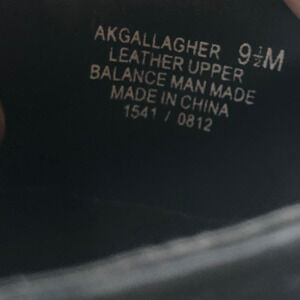 AKGALLAGHER 9½M
LEATHER UPPER
BALANCE MAN MADE
MADE IN CHINA
1541 / 0812